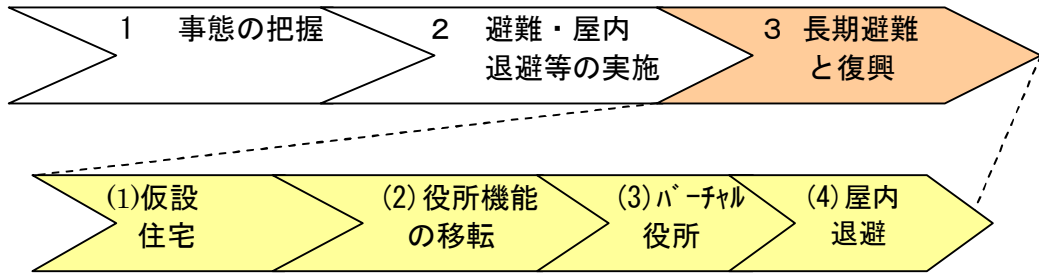 1 事態の把握
2 避難・屋内
退避等の実施
3 長期避難
と復興
(1)仮設
住宅
(2)役所機能
の移転
(3)ﾊﾞｰﾁｬﾙ
役所
(4)屋内
退避